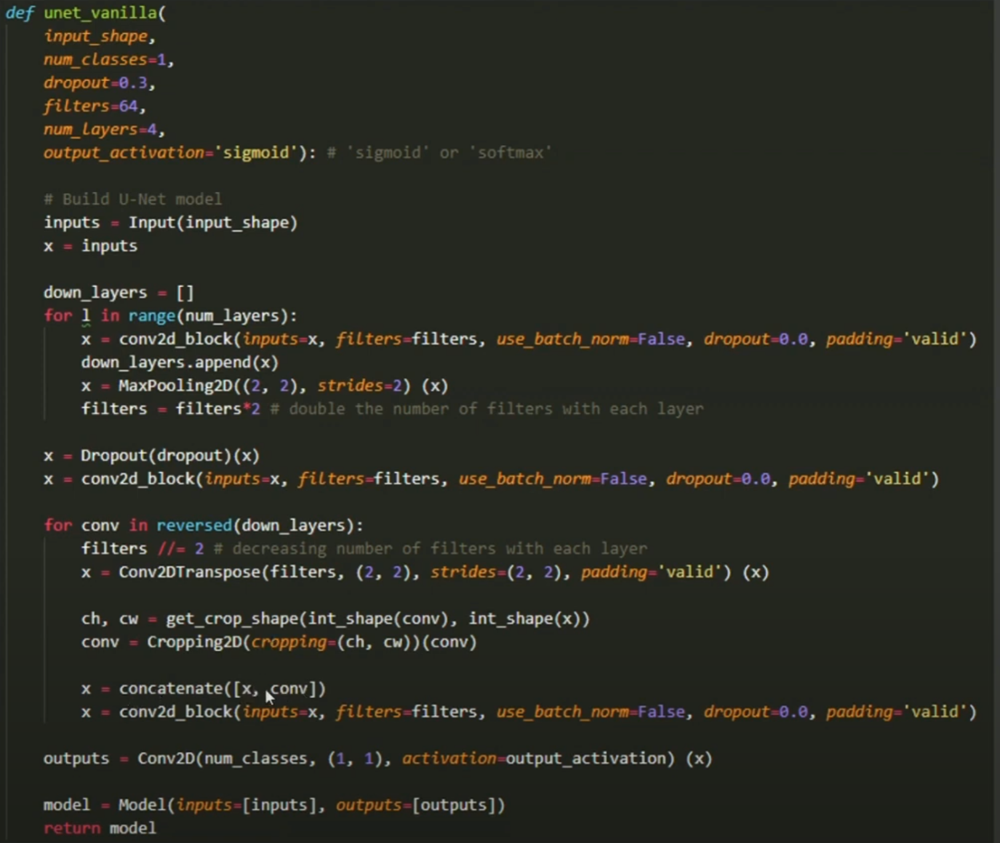 def unet_vanilla(
    input_shape,
    num_classes=1,
    dropout=0.3,
    filters=64,
    num_layers=4,
    output_activation='sigmoid'): # 'sigmoid' or 'softmax'

    # Build U-Net model
    inputs = Input(input_shape)
    x = inputs

    down_layers = []
    for l in range(num_layers):
        x = conv2d_block(inputs=x, filters=filters, use_batch_norm=False, dropout=0.0, padding='valid')
        down_layers.append(x)
        x = MaxPooling2D((2, 2), strides=2) (x)
        filters = filters*2 # double the number of filters with each layer

    x = Dropout(dropout)(x)
    x = conv2d_block(inputs=x, filters=filters, use_batch_norm=False, dropout=0.0, padding='valid')

    for conv in reversed(down_layers):
        filters //= 2 # decreasing number of filters with each layer
        x = Conv2DTranspose(filters, (2, 2), strides=(2, 2), padding='valid') (x)

        ch, cw = get_crop_shape(int_shape(conv), int_shape(x))
        conv = Cropping2D(cropping=(ch, cw))(conv)

        x = concatenate([x, conv])
        x = conv2d_block(inputs=x, filters=filters, use_batch_norm=False, dropout=0.0, padding='valid')

    outputs = Conv2D(num_classes, (1, 1), activation=output_activation) (x)

    model = Model(inputs=[inputs], outputs=[outputs])
    return model